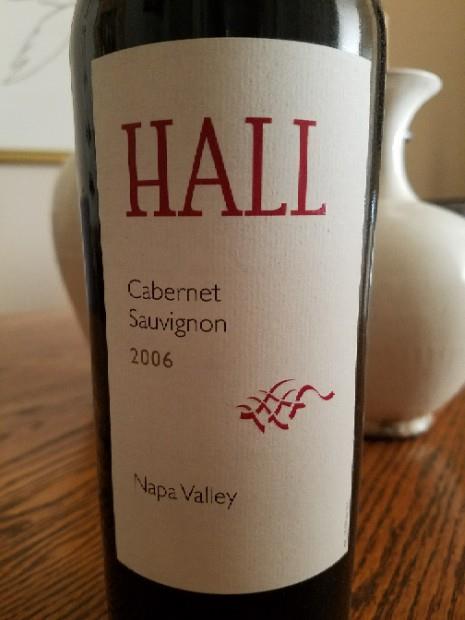 HALL
Cabernet
Sauvignon
2006
Napa Valley